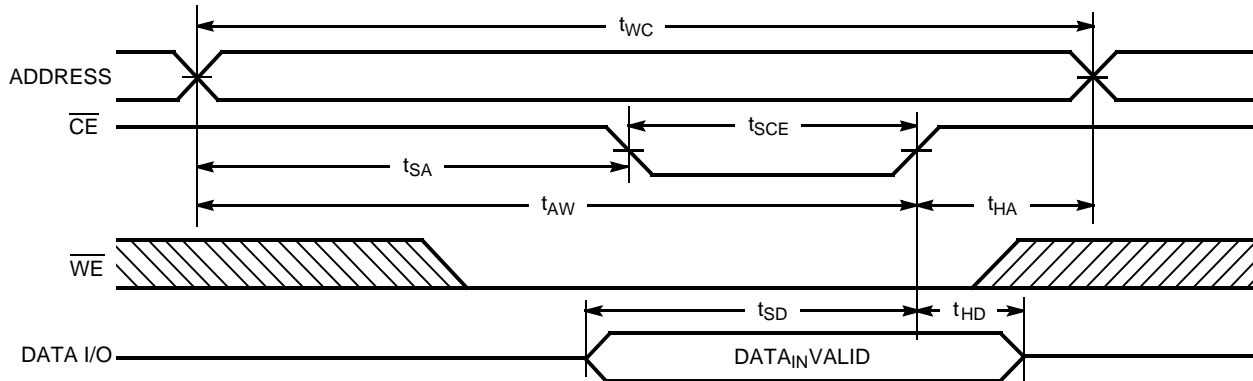 tWC
ADDRESS
CE
tSCE
tSA
tAW
tHA
WE
tSD
tHD
DATA I/O
DATAINVALID